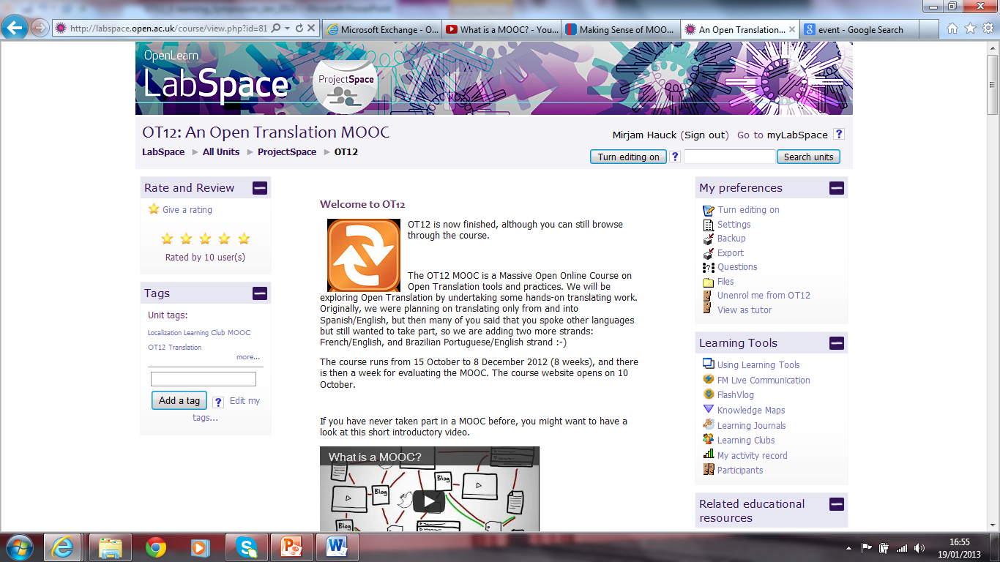 http://labspace.open.ac.uk/course/view.php?id=81
Microsoft Exchange - O...
What is a MOOC? - You...
Making Sense of MOO...
An Open Translation...
event - Google Search
OpenLearn
LabSpace
ProjectSpace
OT12: An Open Translation MOOC
Mirjam Hauck (Sign out) Go to myLabSpace ?
LabSpace ► All Units ► ProjectSpace ► OT12
Turn editing on ? Search units
Rate and Review
Give a rating
Rated by 10 user(s)
Tags
Unit tags:
Localization Learning Club MOOC
OT12 Translation
more...
Add a tag ? Edit my
tags...
Welcome to OT12
OT12 is now finished, although you can still browse
through the course.
The OT12 MOOC is a Massive Open Online Course on
Open Translation tools and practices. We will be
exploring Open Translation by undertaking some hands-on translating work.
Originally, we were planning on translating only from and into
Spanish/English, but then many of you said that you spoke other languages
but still wanted to take part, so we are adding two more strands:
French/English, and Brazilian Portuguese/English strand :-)
The course runs from 15 October to 8 December 2012 (8 weeks), and there
is then a week for evaluating the MOOC. The course website opens on 10
October.
If you have never taken part in a MOOC before, you might want to have a
look at this short introductory video.
What is a MOOC?
Blog
Blog
Blog
My preferences
Turn editing on
Settings
Backup
Export
Questions
Files
Unenrol me from OT12
View as tutor
Learning Tools
Using Learning Tools
FM Live Communication
FlashVlog
Knowledge Maps
Learning Journals
Learning Clubs
My activity record
Participants
Related educational
resources
16:55
19/01/2013